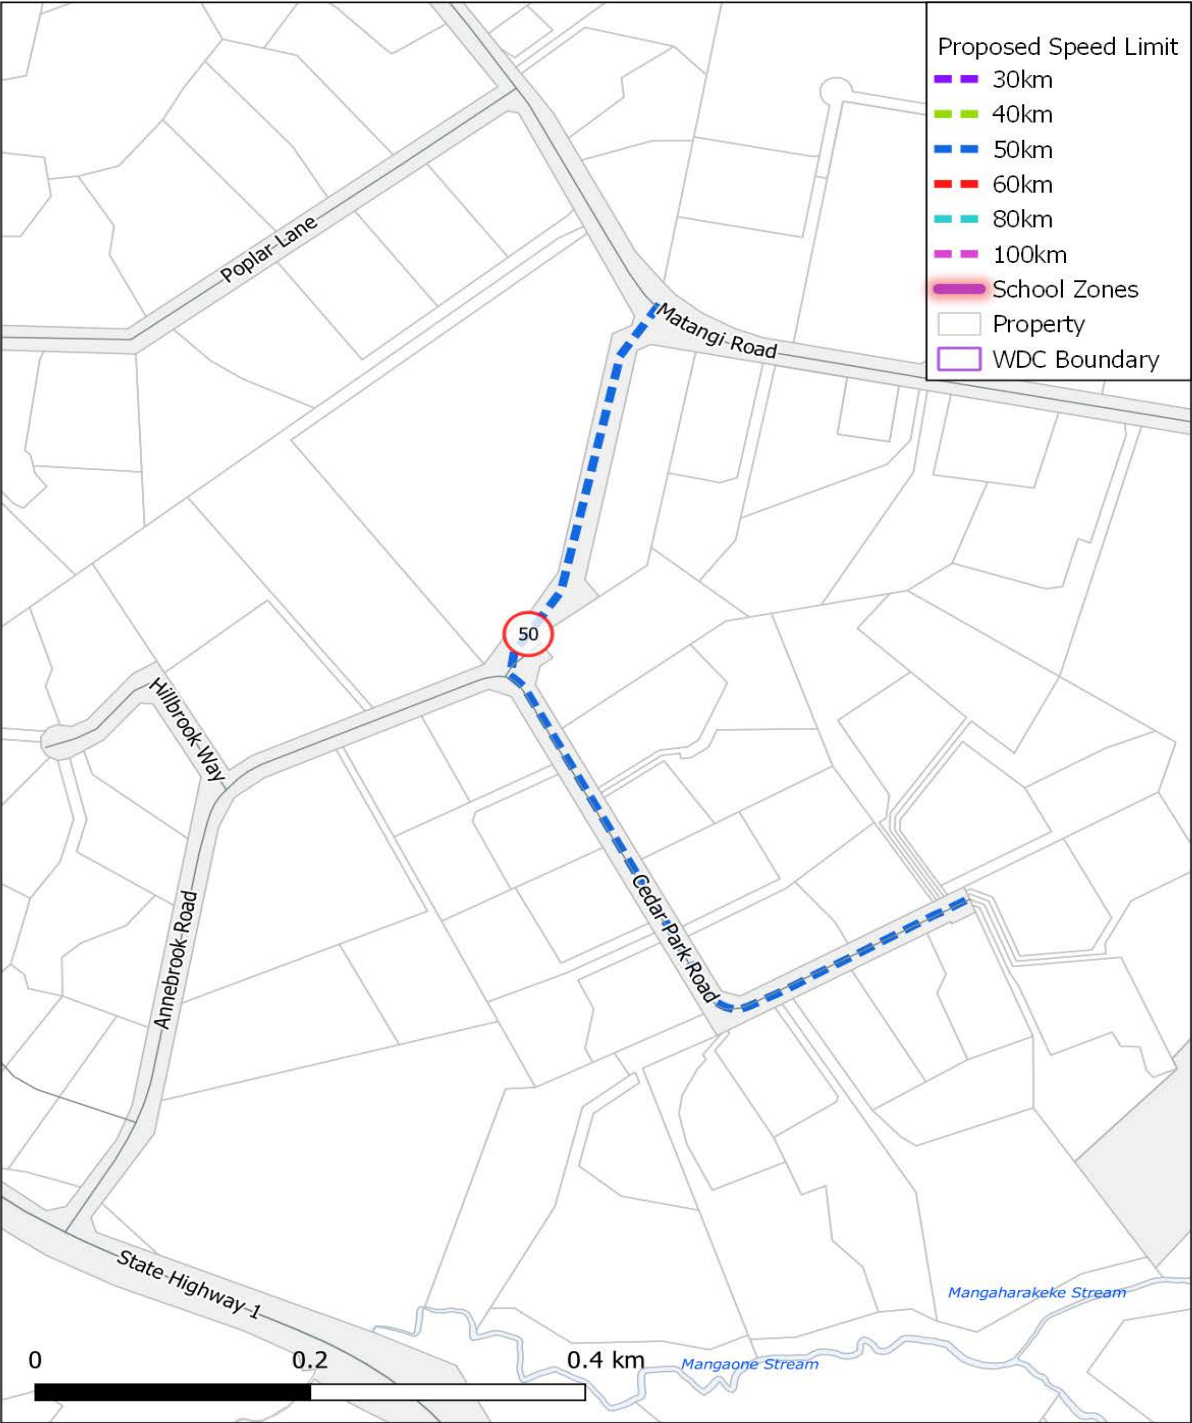 Proposed Speed Limit
30km
40km
50km
60km
80km
100km
School Zones
Property
WDC Boundary
Poplar Lane
Matangi Road
50
Hillbrook Way
Cedar Park Road
Annebrook Road
State Highway 1
Mangaharakeke Stream
Mangaone Stream
0 0.2 0.4 km